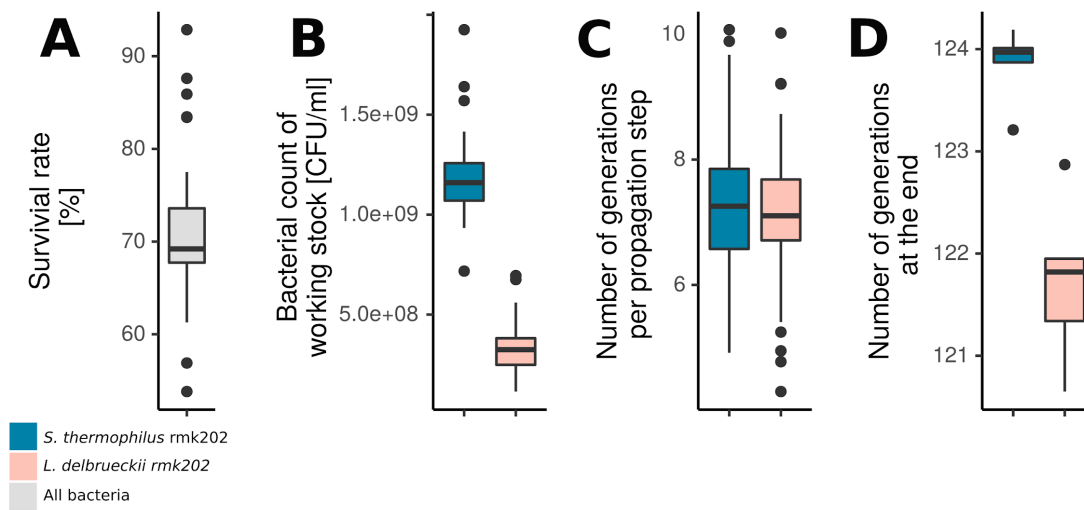 A
Survivial rate
[%]
90
80
70
60
B
Bacterial count of
working stock [CFU/ml]
1.5e+09
1.0e+09
5.0e+08
C
Number of generations
per propagation step
10
8
6
D
Number of generations
at the end
124
123
122
121
S. thermophilus rmk202
L. delbrueckii rmk202
All bacteria